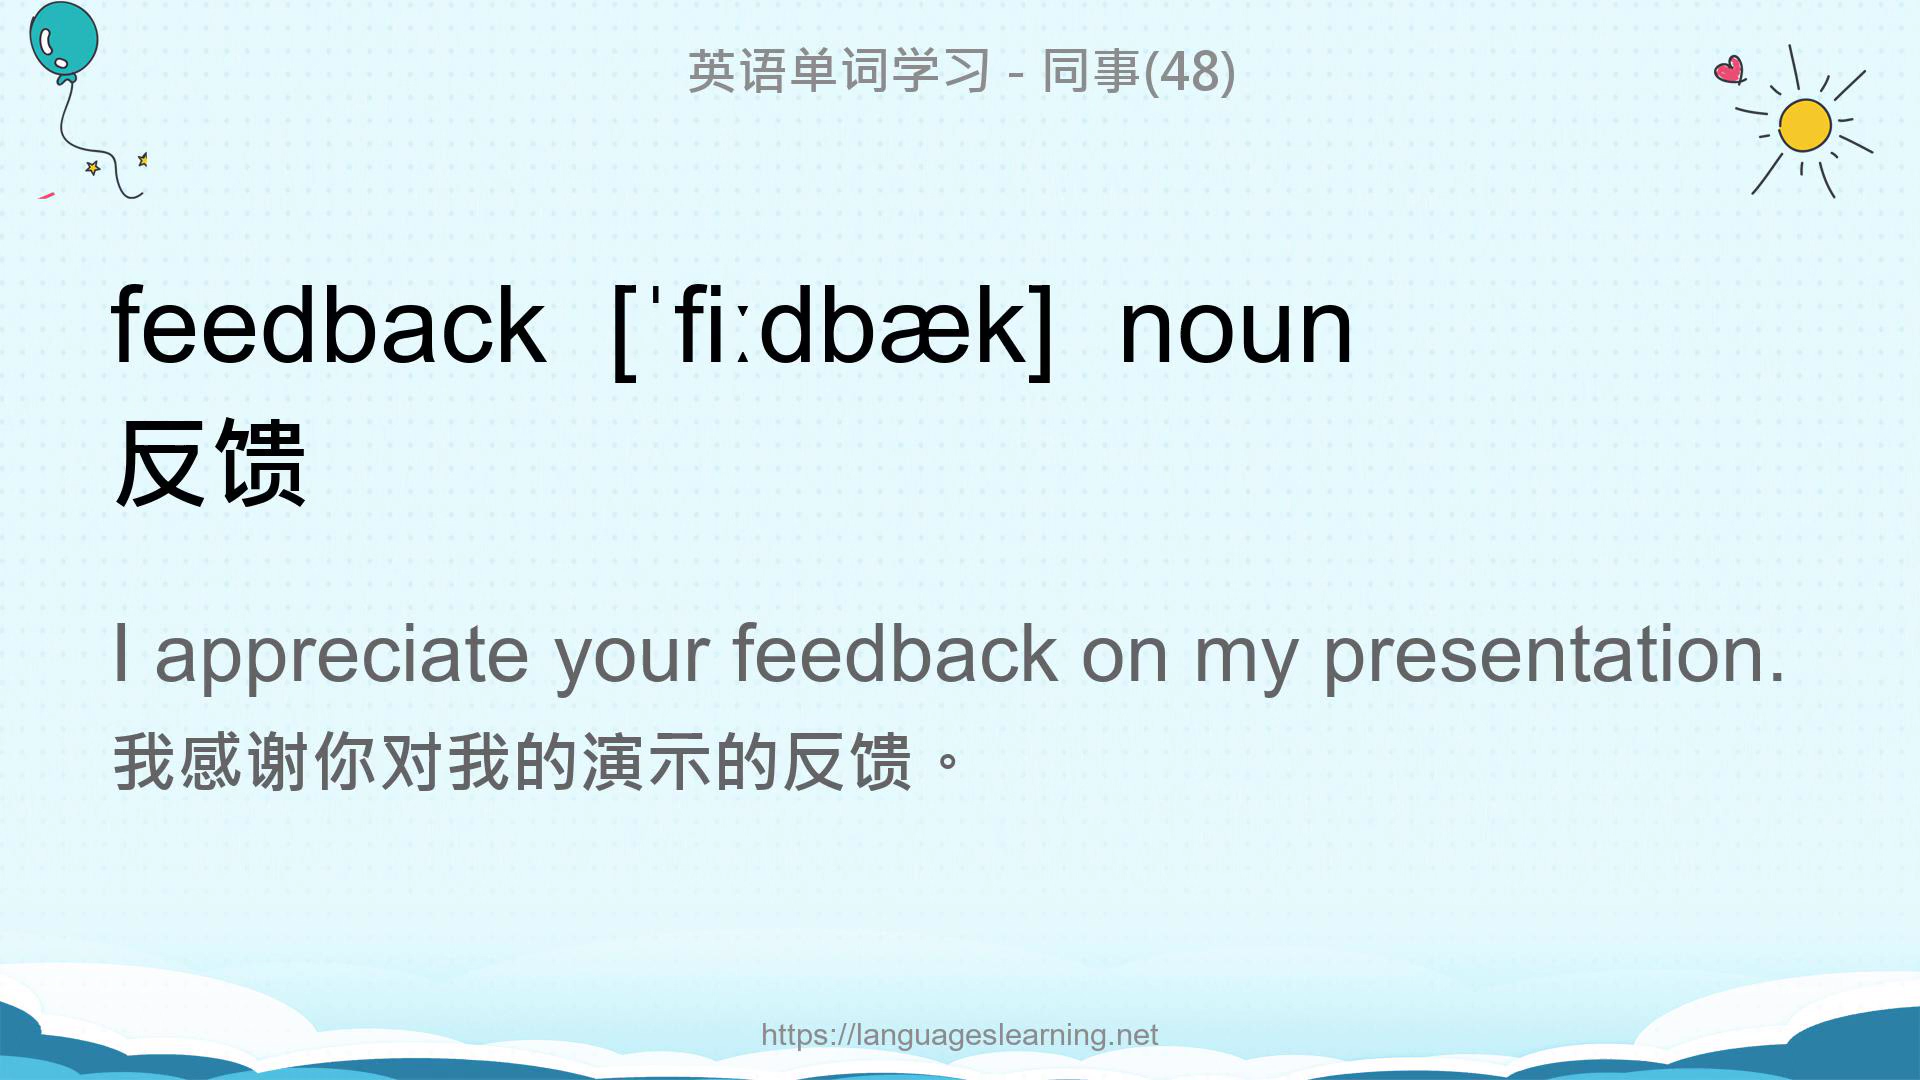 英语单词学习 - 同事(48)
feedback [ˈfiːdbæk] noun
反馈
I appreciate your feedback on my presentation.
我感谢你对我的演示的反馈。
https://languageslearning.net